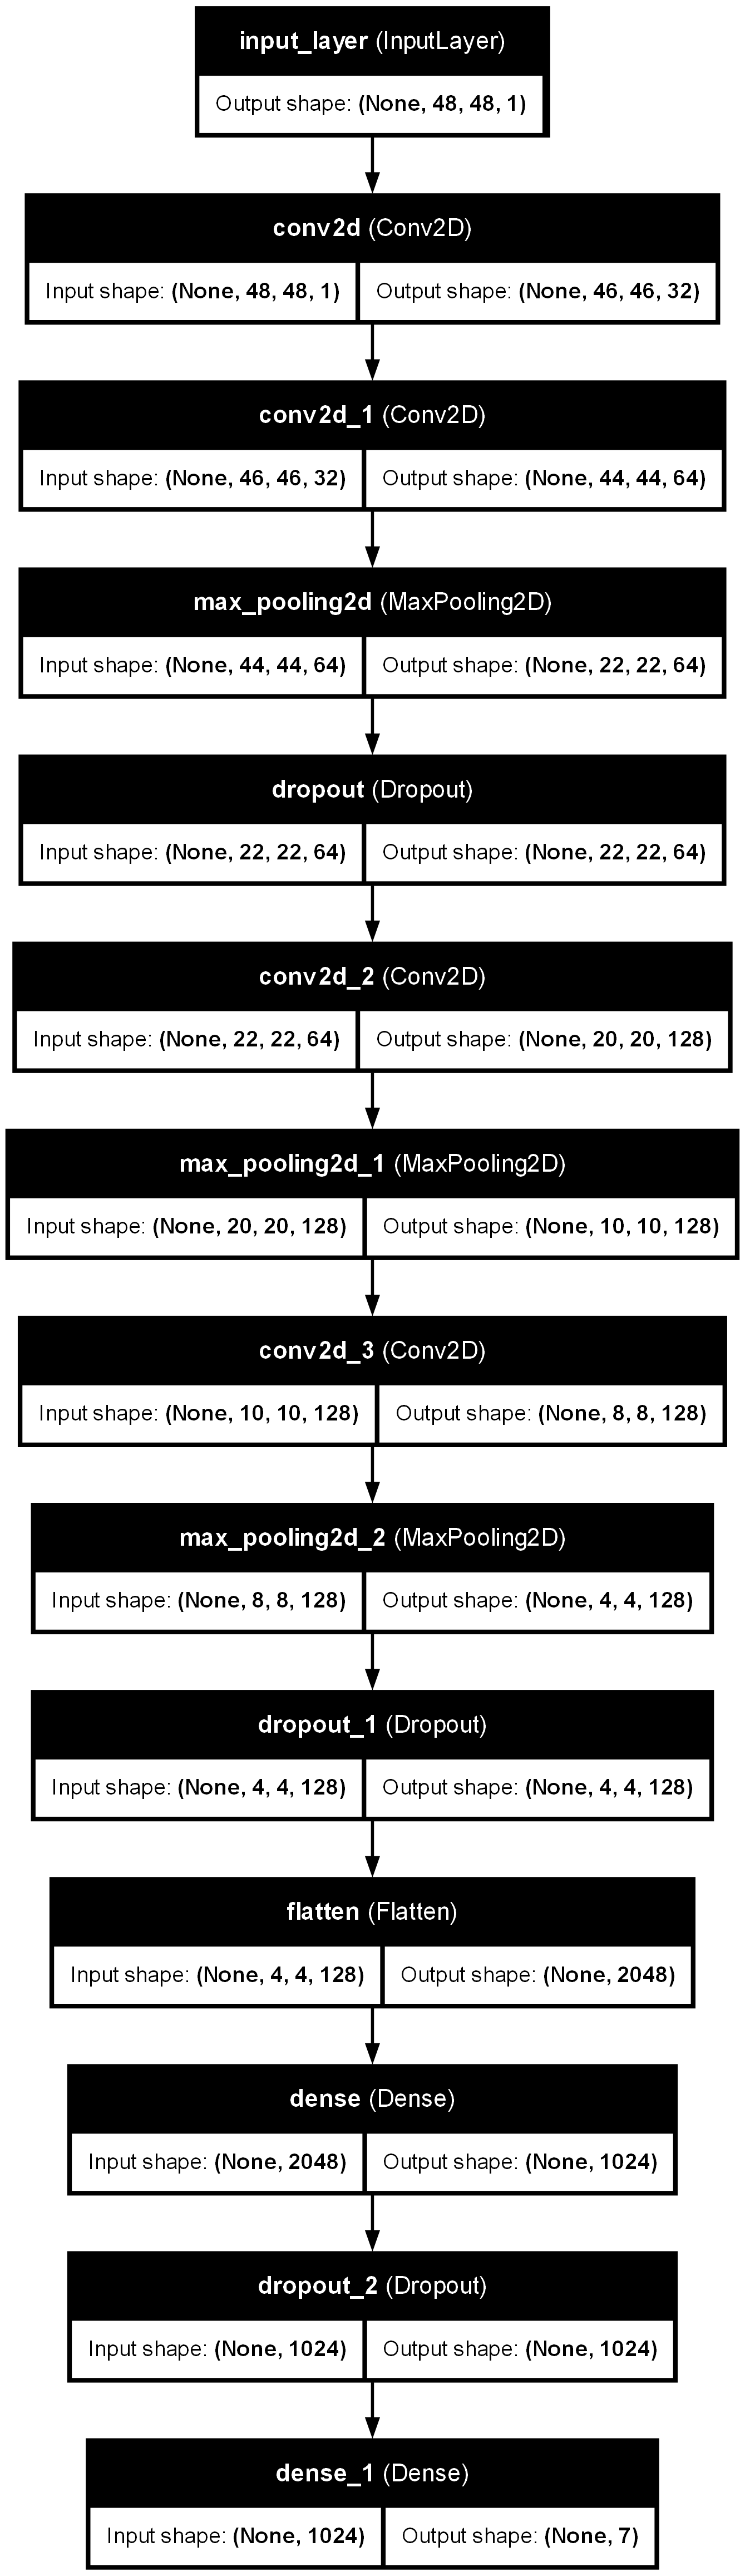 input_layer (InputLayer)
Output shape: (None, 48, 48, 1)
conv2d (Conv2D)
Input shape: (None, 48, 48, 1) Output shape: (None, 46, 46, 32)
conv2d_1 (Conv2D)
Input shape: (None, 46, 46, 32) Output shape: (None, 44, 44, 64)
max_pooling2d (MaxPooling2D)
Input shape: (None, 44, 44, 64) Output shape: (None, 22, 22, 64)
dropout (Dropout)
Input shape: (None, 22, 22, 64) Output shape: (None, 22, 22, 64)
conv2d_2 (Conv2D)
Input shape: (None, 22, 22, 64) Output shape: (None, 20, 20, 128)
max_pooling2d_1 (MaxPooling2D)
Input shape: (None, 20, 20, 128) Output shape: (None, 10, 10, 128)
conv2d_3 (Conv2D)
Input shape: (None, 10, 10, 128) Output shape: (None, 8, 8, 128)
max_pooling2d_2 (MaxPooling2D)
Input shape: (None, 8, 8, 128) Output shape: (None, 4, 4, 128)
dropout_1 (Dropout)
Input shape: (None, 4, 4, 128) Output shape: (None, 4, 4, 128)
flatten (Flatten)
Input shape: (None, 4, 4, 128) Output shape: (None, 2048)
dense (Dense)
Input shape: (None, 2048) Output shape: (None, 1024)
dropout_2 (Dropout)
Input shape: (None, 1024) Output shape: (None, 1024)
dense_1 (Dense)
Input shape: (None, 1024) Output shape: (None, 7)